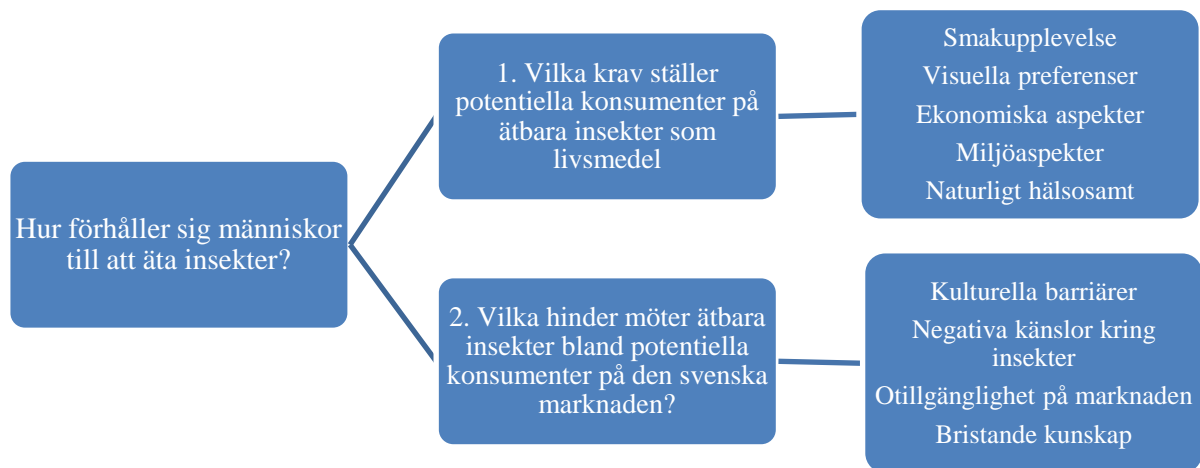 Hur förhåller sig människor
till att äta insekter?
1. Vilka krav ställer
potentiella konsumenter på
ätbara insekter som
livsmedel
Smakupplevelse
Visuella preferenser
Ekonomiska aspekter
Miljöaspekter
Naturligt hälsosamt
2. Vilka hinder möter ätbara
insekter bland potentiella
konsumenter på den svenska
marknaden?
Kulturella barriärer
Negativa känslor kring
insekter
Otillgänglighet på marknaden
Bristande kunskap